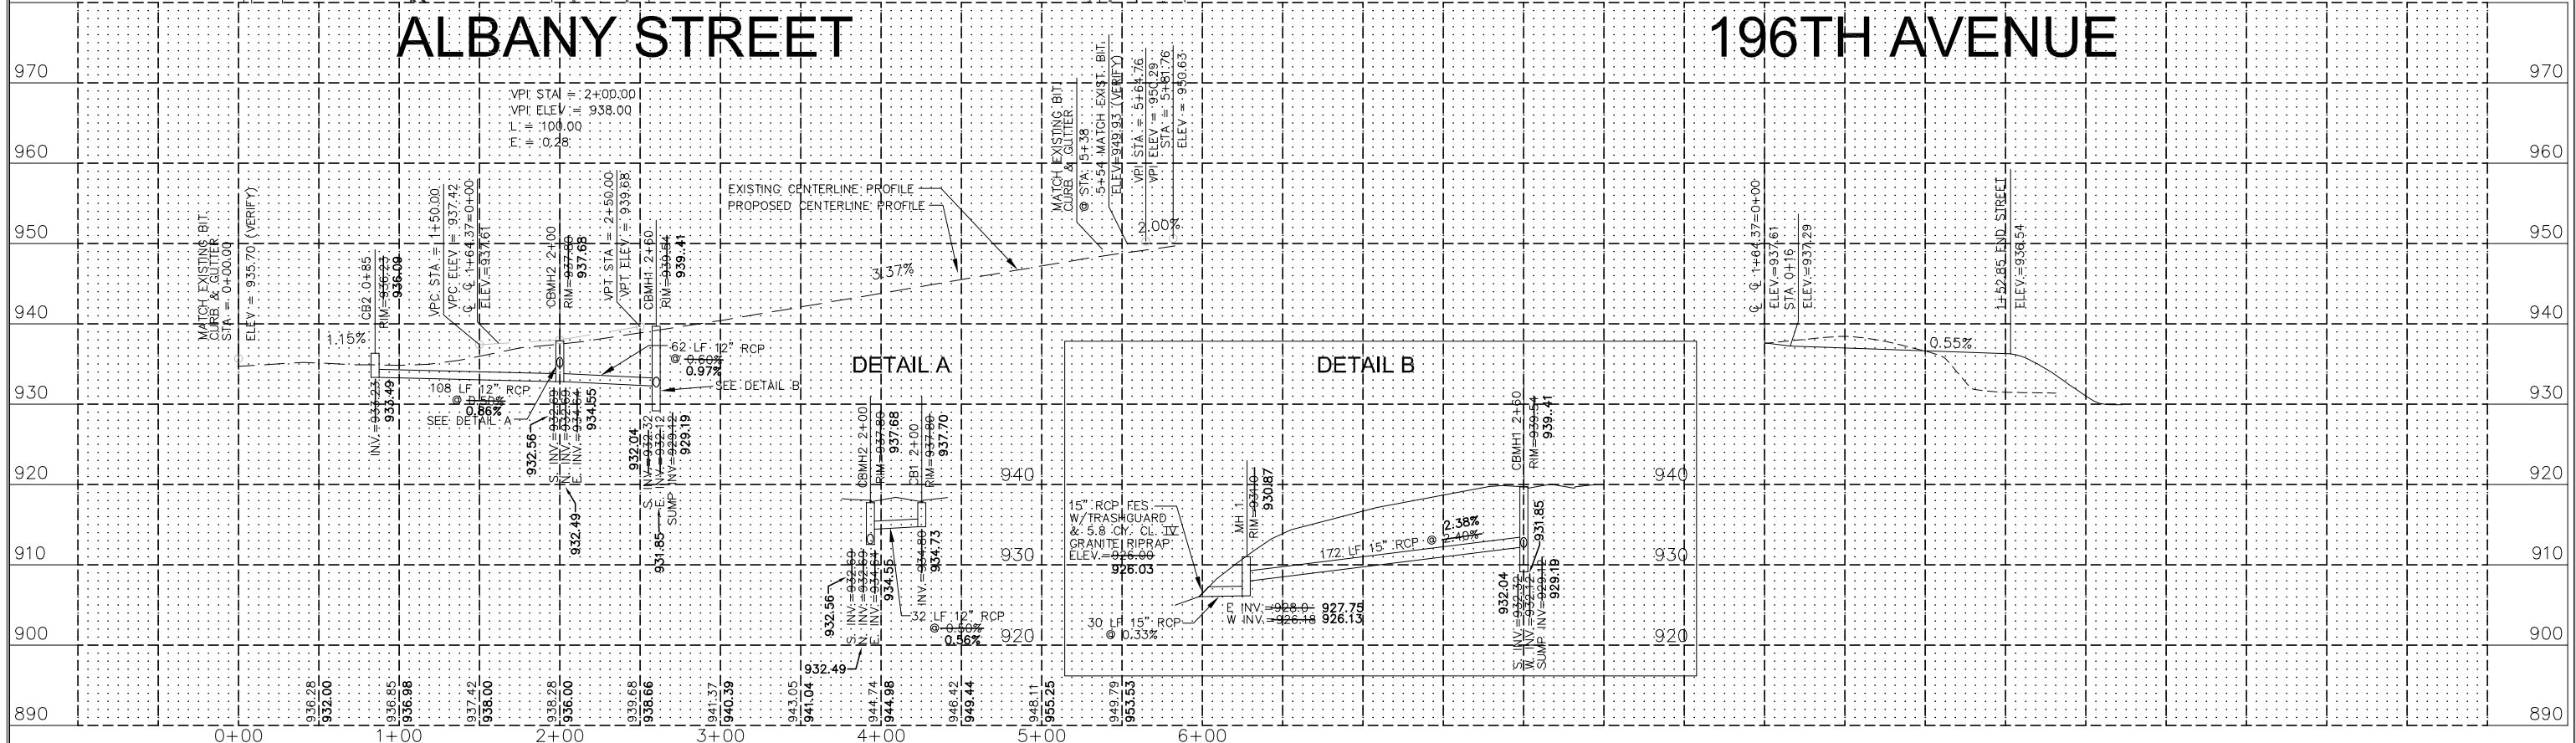 ALBANY STREET
196TH AVENUE
970
960
950
940
930
920
910
900
890
970
960
950
940
930
920
910
900
890
VPI STA = 2+00.00
VPI ELEV = 938.00
L = 100.00
E = 0.28
MATCH EXISTING BIT.
CURB & GUTTER
STA = 0+00.00
ELEV = 935.70 (VERIFY)
1.15%
CB2 0+85
RIM=936.23
936.09
INV.=933.23
933.49
VPC STA = 1+50.00
VPC ELEV = 937.42
℄ ℄ 1+64.37=0+00
ELEV.=937.61
CBMH2 2+00
RIM=937.80
937.68
VPT STA = 2+50.00
VPT ELEV = 939.68
CBMH1 2+60
RIM=939.54
939.41
62 LF 12" RCP
@ 0.60%
0.97%
SEE DETAIL B
108 LF 12" RCP
@ 0.50%
0.86%
SEE DETAIL A
932.56
S. INV.=932.69
N. INV.=932.69
E. INV.=934.64
934.55
932.49
932.04
S. INV.=932.32
E. INV.=932.12
SUMP INV=929.12
929.19
931.85
EXISTING CENTERLINE PROFILE
PROPOSED CENTERLINE PROFILE
3.37%
MATCH EXISTING BIT.
CURB & GUTTER
@ STA. 5+38
5+54 MATCH EXIST. BIT.
ELEV=949.93 (VERIFY)
VPI STA = 5+64.76
VPI ELEV = 950.29
STA = 5+81.76
ELEV = 950.63
2.00%
DETAIL A
CBMH2 2+00
RIM=937.80
937.68
CB1 2+00
RIM=937.80
937.70
932.56
S. INV.=932.69
N. INV.=932.69
E. INV.=934.64
934.55
INV.=934.80
934.73
32 LF 12" RCP
@ 0.50%
0.56%
932.49
DETAIL B
940
930
920
940
930
920
15" RCP FES
W/TRASHGUARD
& 5.8 CY. CL. IV
GRANITE RIPRAP
ELEV.=926.00
926.03
MH 1
RIM=931.0
930.87
172 LF 15" RCP @ 2.40%
2.38%
E INV.=928.0 927.75
W INV.=926.18 926.13
30 LF 15" RCP
@ 0.33%
CBMH1 2+60
RIM=939.54
939.41
931.85
932.04
S. INV.=932.32
W. INV.=932.12
SUMP INV=929.12
929.19
℄ ℄ 1+64.37=0+00
ELEV=937.61
STA 0+16
ELEV.=937.29
1+52.85 END STREET
ELEV.=936.54
0.55%
936.28
932.00
936.85
936.98
937.42
938.00
938.28
936.00
939.68
938.66
941.37
940.39
943.05
941.04
944.74
944.98
946.42
949.44
948.11
955.25
949.79
953.53
0+00
1+00
2+00
3+00
4+00
5+00
6+00